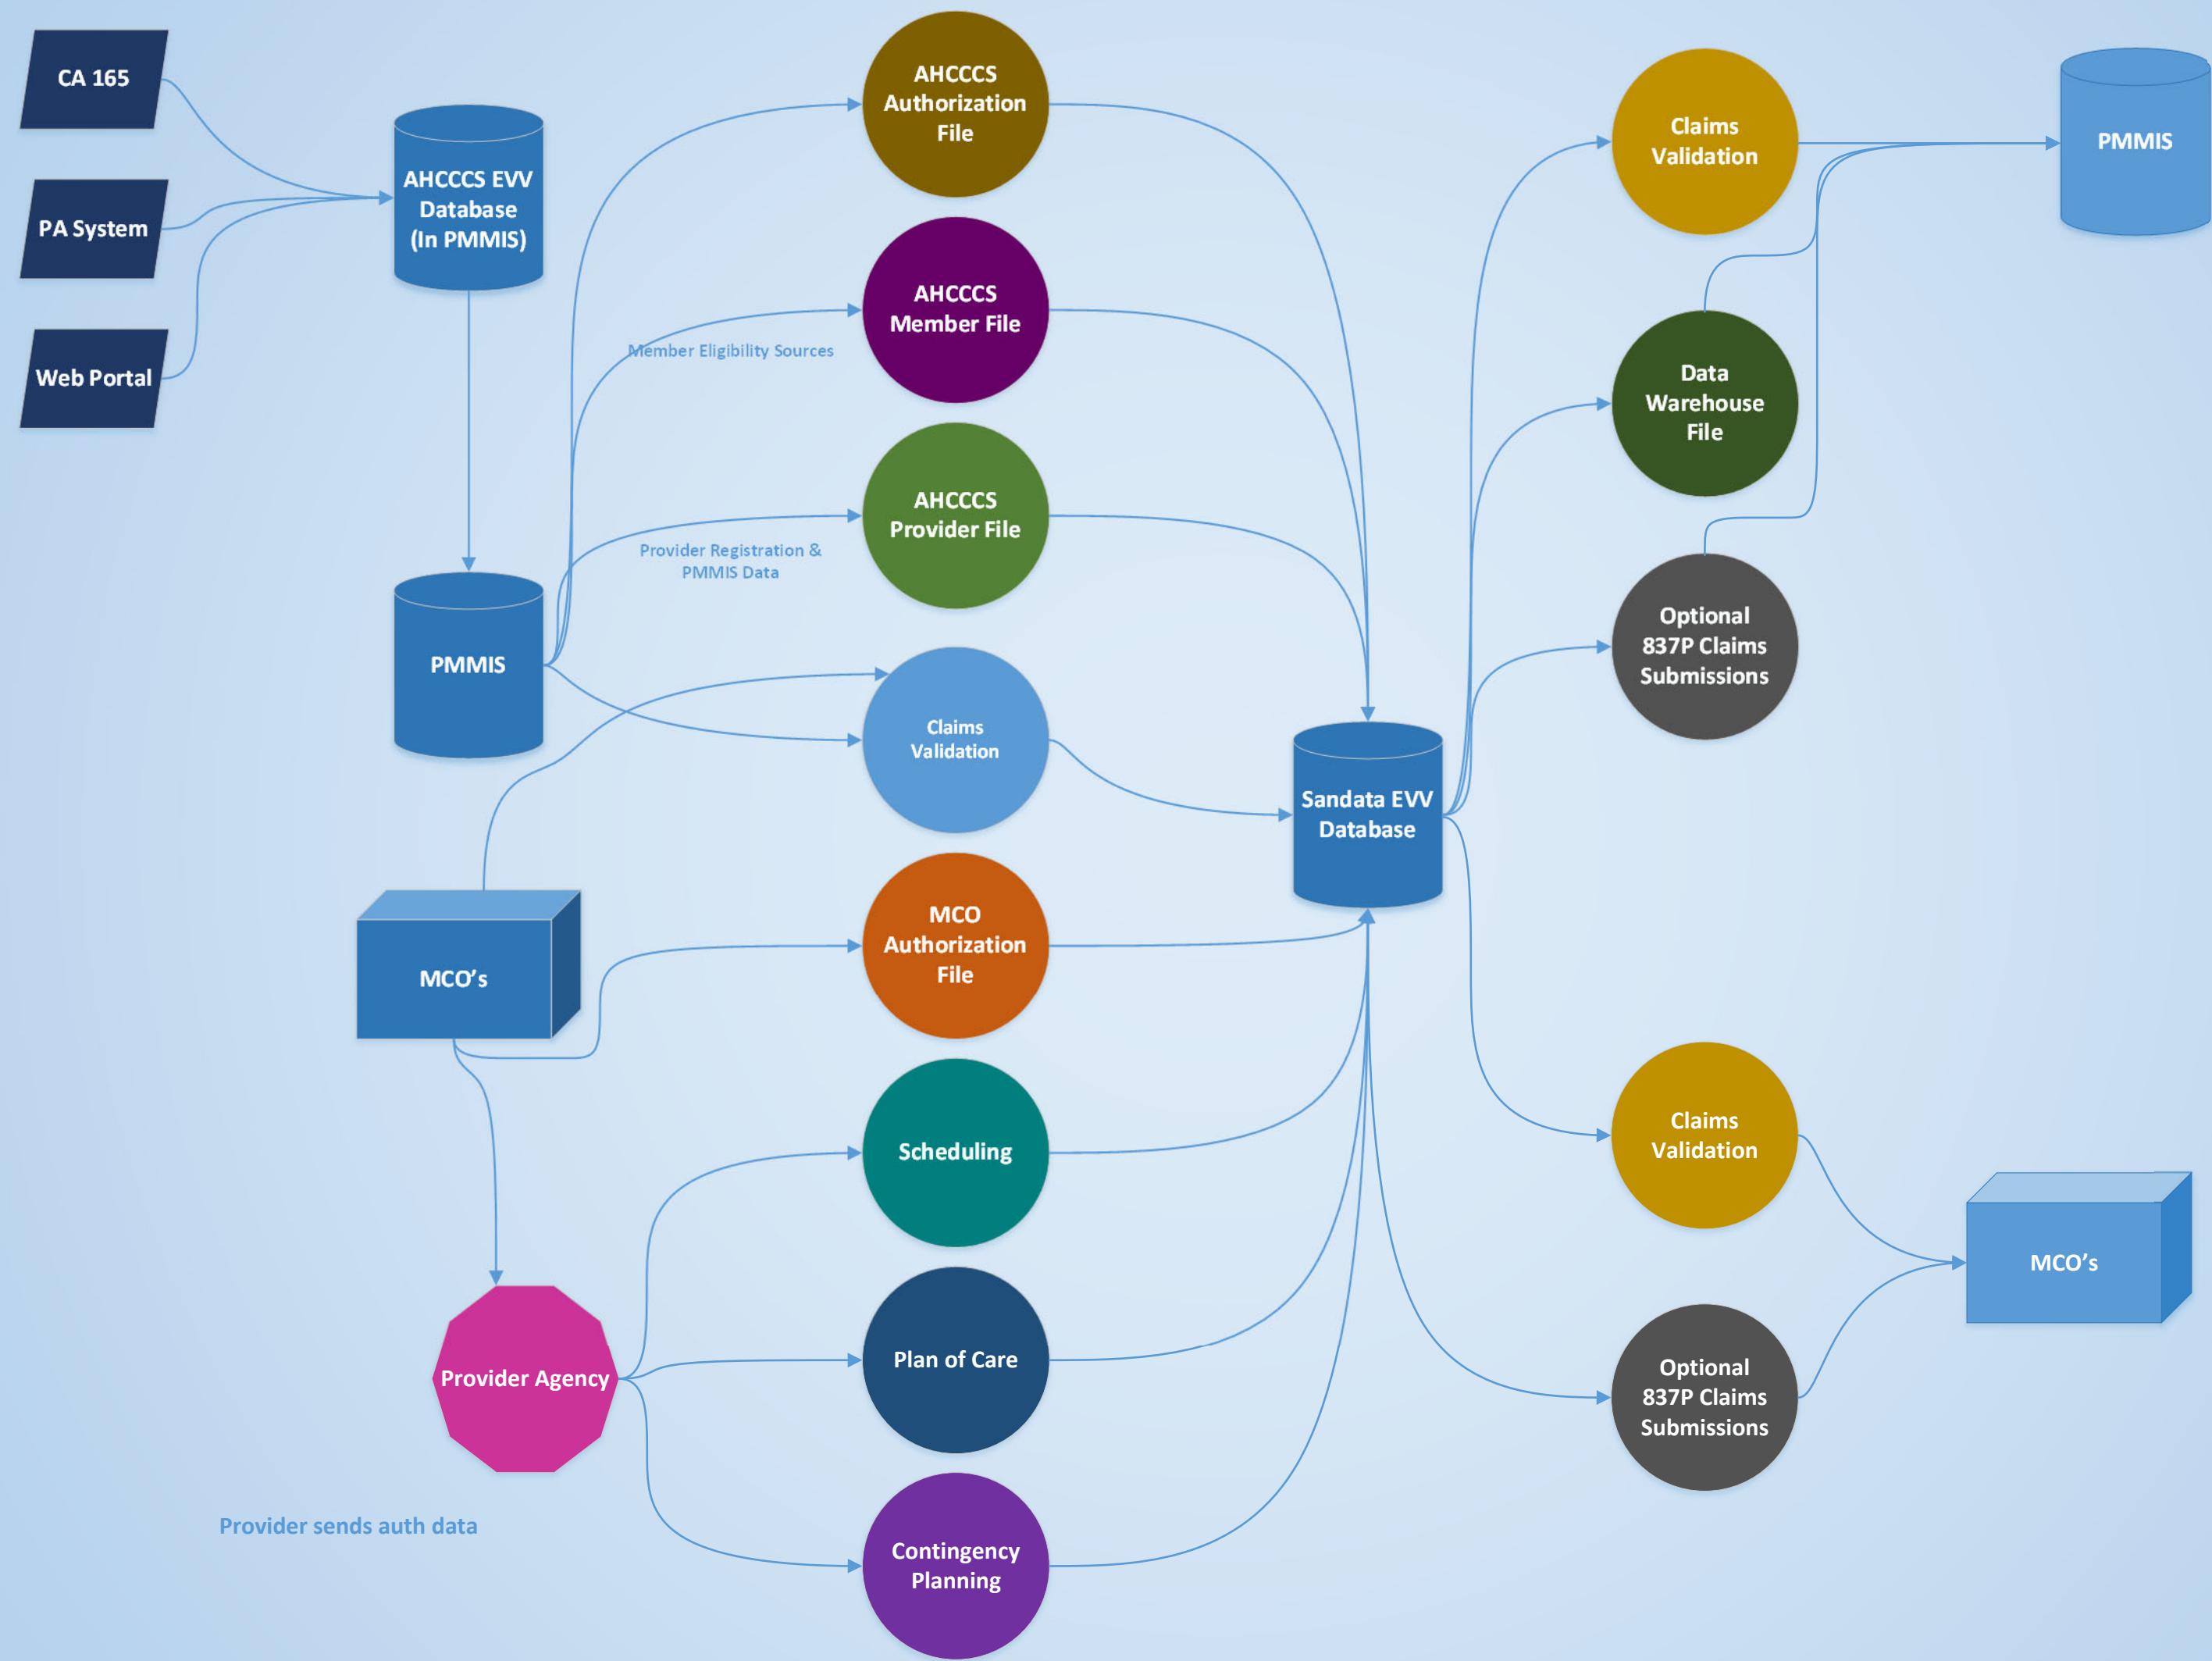 CA 165
PA System
Web Portal
AHCCCS EVV
Database
(In PMMIS)
PMMIS
MCO's
Provider Agency
Provider sends auth data
AHCCCS
Authorization
File
AHCCCS
Member File
Member Eligibility Sources
AHCCCS
Provider File
Provider Registration &
PMMIS Data
Claims
Validation
MCO
Authorization
File
Scheduling
Plan of Care
Contingency
Planning
Sandata EVV
Database
Claims
Validation
Data
Warehouse
File
Optional
837P Claims
Submissions
PMMIS
Claims
Validation
Optional
837P Claims
Submissions
MCO's